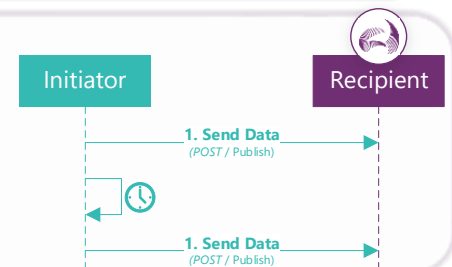 Initiator
Recipient
1. Send Data
(POST / Publish)
1. Send Data
(POST / Publish)